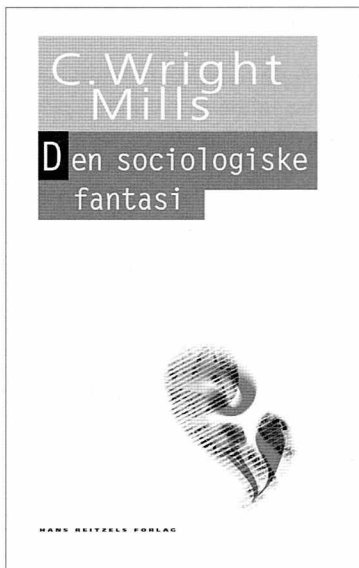 C. Wright
Mills
Den sociologiske
fantasi
HANS REITZELS FORLAG